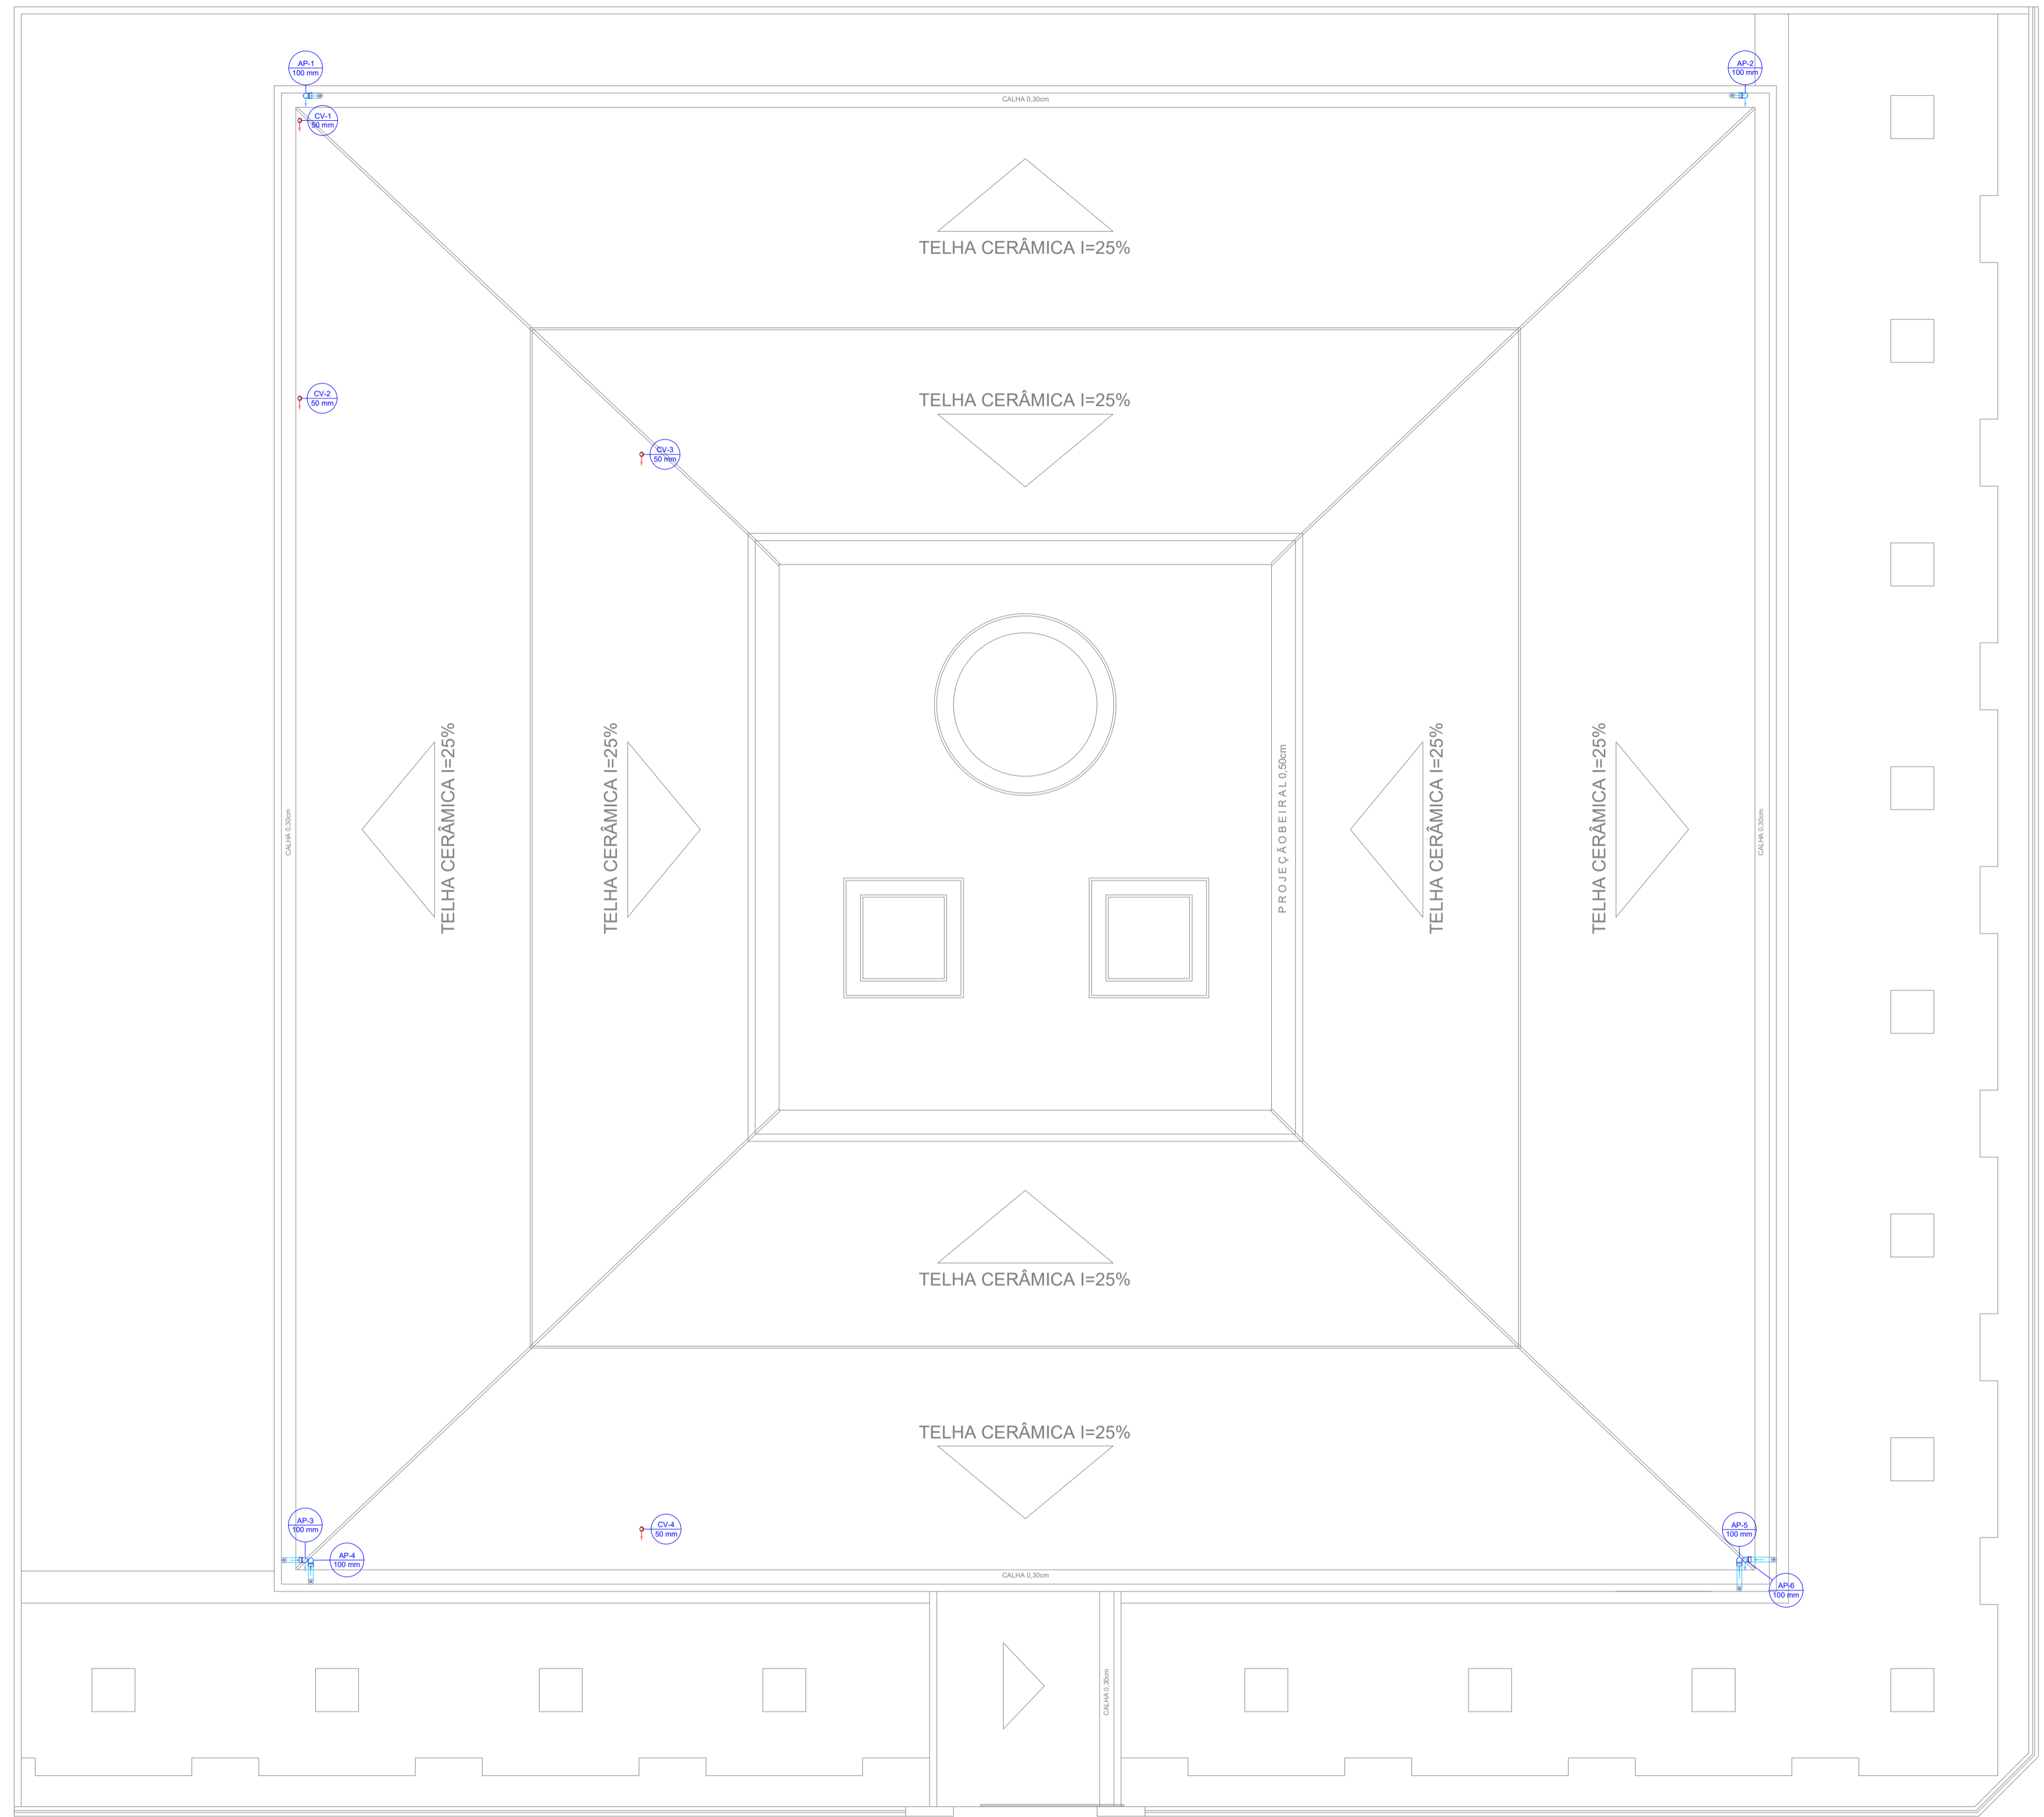 AP-1
100 mm
AP-2
100 mm
CALHA 0,30cm
CV-1
50 mm
TELHA CERÂMICA I=25%
CV-2
50 mm
TELHA CERÂMICA I=25%
CV-3
50 mm
CALHA 0,30cm
TELHA CERÂMICA I=25%
TELHA CERÂMICA I=25%
PROJEÇÃO BEIRAL 0,50cm
TELHA CERÂMICA I=25%
TELHA CERÂMICA I=25%
CALHA 0,30cm
TELHA CERÂMICA I=25%
TELHA CERÂMICA I=25%
AP-3
100 mm
CV-4
50 mm
AP-5
100 mm
AP-4
100 mm
CALHA 0,30cm
AP-6
100 mm
CALHA 0,30cm